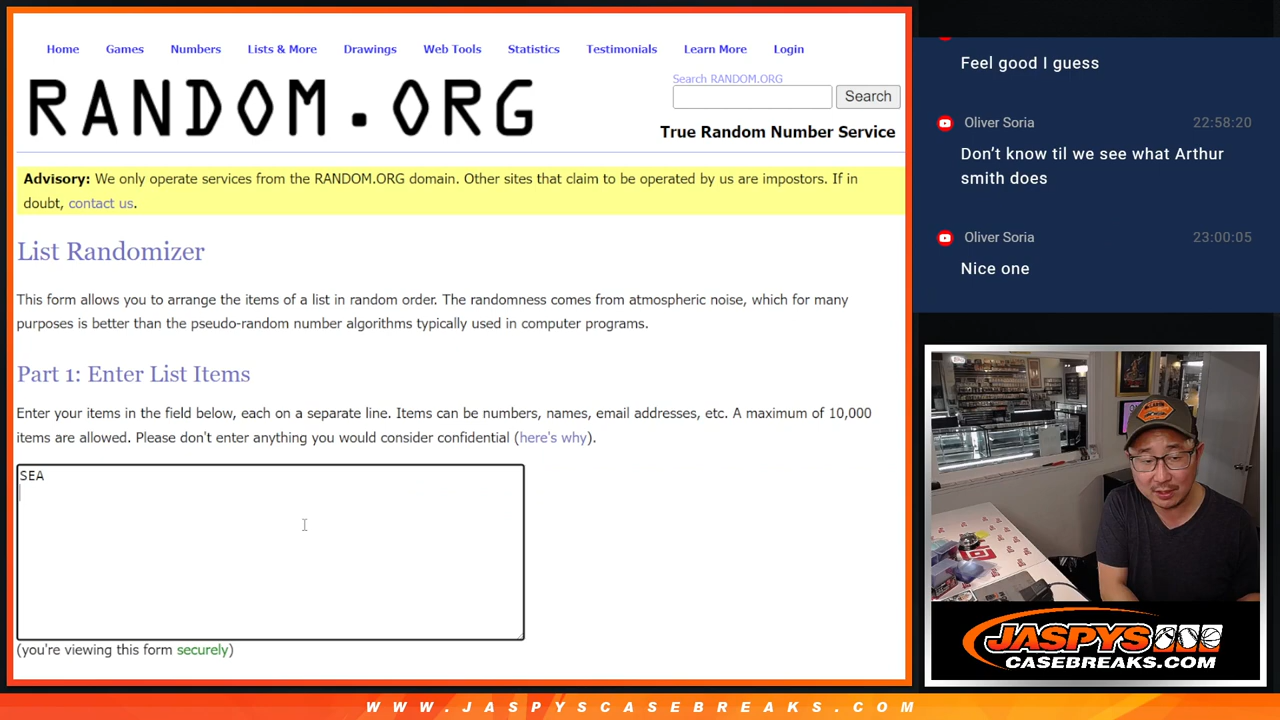 Home Games Numbers Lists & More Drawings Web Tools Statistics Testimonials Learn More Login
RANDOM.ORG
Search RANDOM.ORG
Search
True Random Number Service
Advisory: We only operate services from the RANDOM.ORG domain. Other sites that claim to be operated by us are impostors. If in
doubt, contact us.
List Randomizer
This form allows you to arrange the items of a list in random order. The randomness comes from atmospheric noise, which for many
purposes is better than the pseudo-random number algorithms typically used in computer programs.
Part 1: Enter List Items
Enter your items in the field below, each on a separate line. Items can be numbers, names, email addresses, etc. A maximum of 10,000
items are allowed. Please don't enter anything you would consider confidential (here's why).
SEA
(you're viewing this form securely)
Feel good I guess
Oliver Soria 22:58:20
Don’t know til we see what Arthur
smith does
Oliver Soria 23:00:05
Nice one
JASPYS
CASEBREAKS.COM
WWW.JASPYSCASEBREAKS.COM